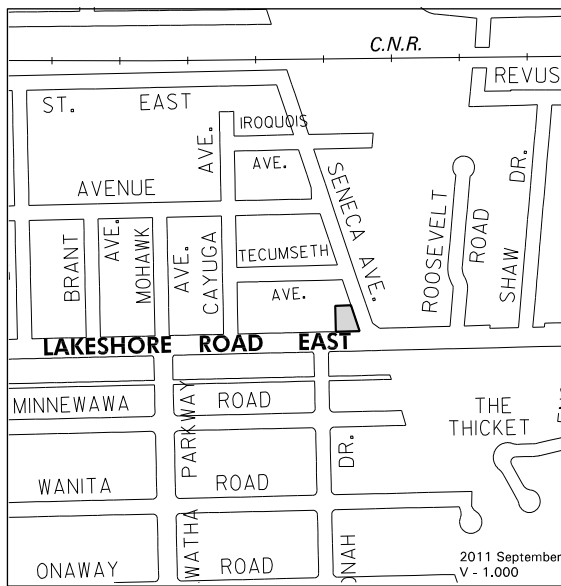 C.N.R.
REVUS
ST. EAST
IROQUOIS
AVE.
AVENUE
AVE.
SENECA AVE.
ROOSEVELT
ROAD
SHAW
DR.
BRANT
AVE.
MOHAWK
AVE.
CAYUGA
TECUMSETH
AVE.
LAKESHORE ROAD EAST
MINNEWAWA ROAD
PARKWAY
WATHA
THE
THICKET
WANITA ROAD
DR.
NAH
ONAWAY ROAD
2011 September
V - 1.000